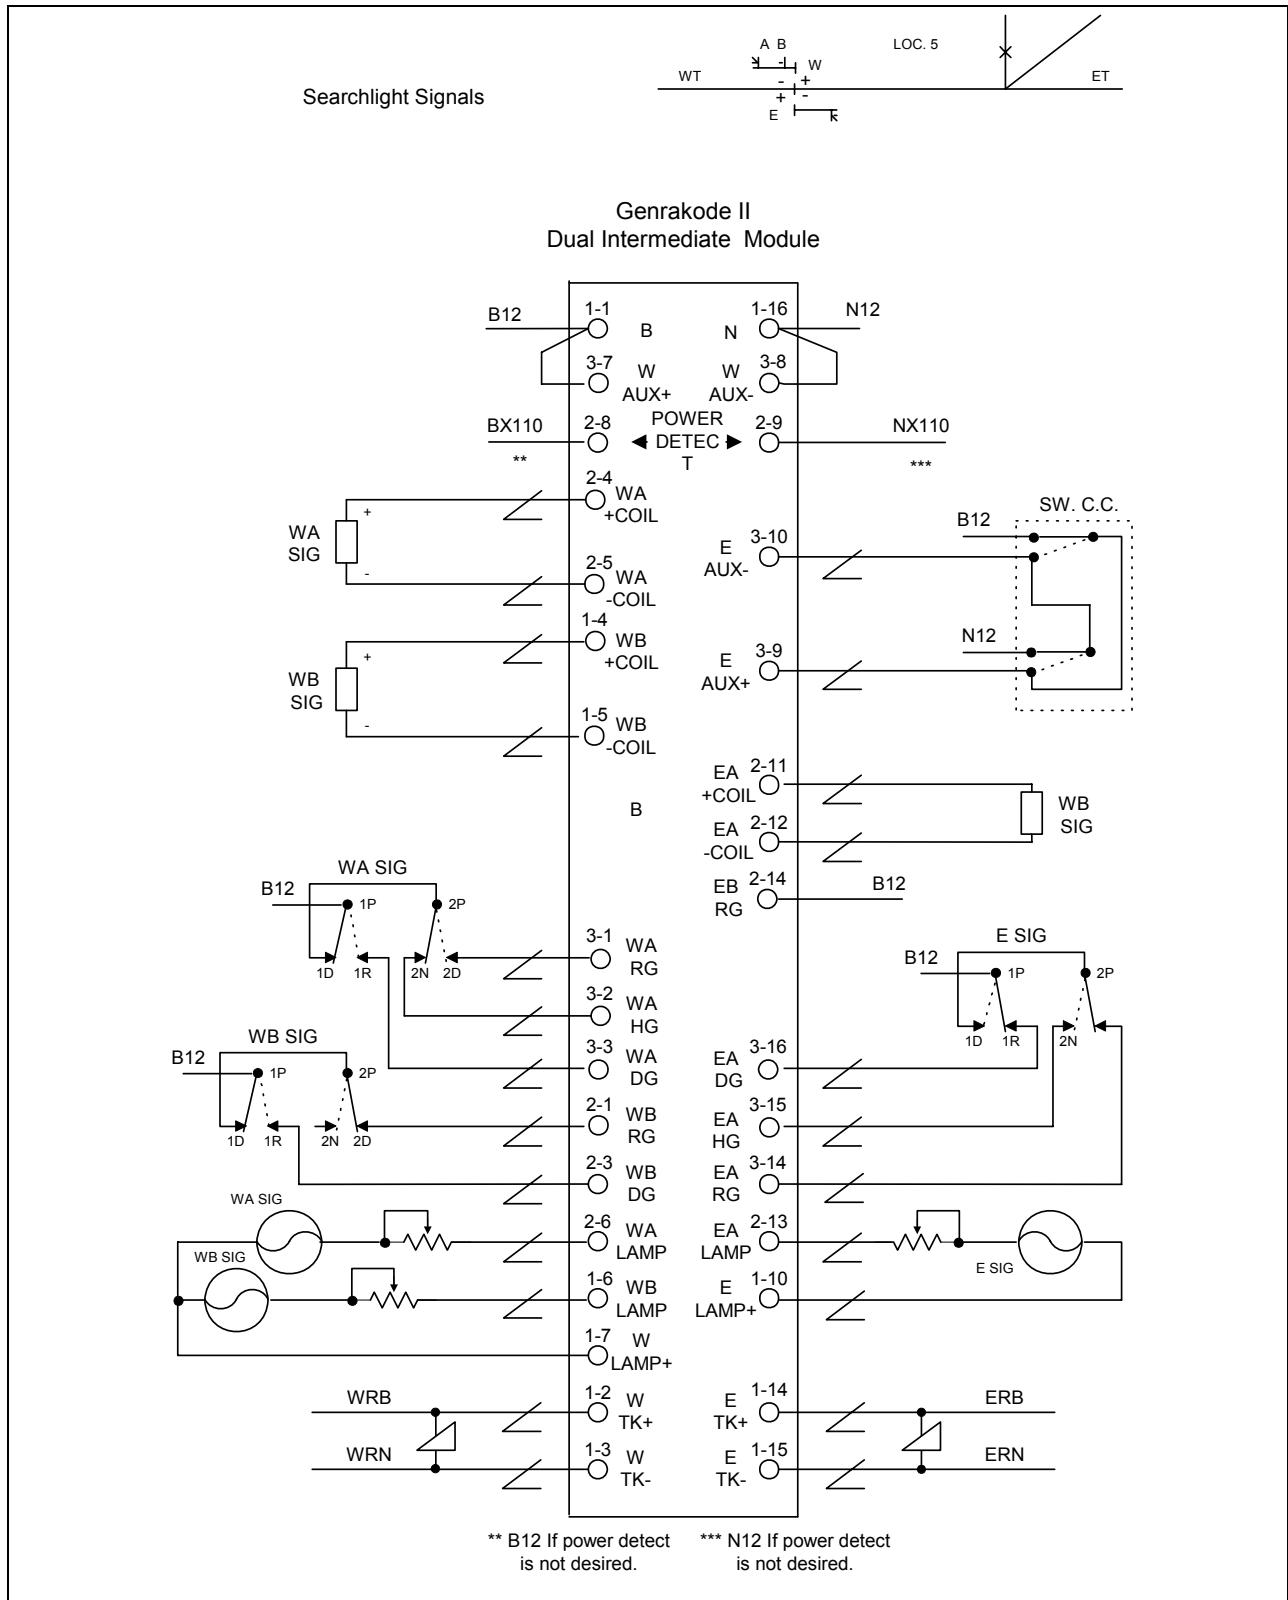 A B
LOC. 5
W
WT
- +
ET
+ -
E
Searchlight Signals
Genrakode II
Dual Intermediate Module
B12
1-1
B
N
1-16
N12
3-7
W
AUX+
W
AUX-
3-8
BX110
**
2-8
POWER
DETEC
T
2-9
NX110
***
2-4
WA
+COIL
WA
SIG
+
-
2-5
WA
-COIL
1-4
WB
+COIL
WB
SIG
+
-
1-5
WB
-COIL
SW. C.C.
B12
3-10
E
AUX-
N12
3-9
E
AUX+
EA
+COIL
2-11
B
WB
SIG
EA
-COIL
2-12
EB
RG
2-14
B12
WA SIG
B12
1P
2P
1D
1R
2N
2D
3-1
WA
RG
3-2
WA
HG
3-3
WA
DG
WB SIG
B12
1P
2P
1D
1R
2N
2D
2-1
WB
RG
2-3
WB
DG
E SIG
B12
1P
2P
1D
1R
2N
EA
DG
3-16
EA
HG
3-15
EA
RG
3-14
WA SIG
2-6
WA
LAMP
WB SIG
1-6
WB
LAMP
1-7
W
LAMP+
EA
LAMP
2-13
E SIG
E
LAMP+
1-10
WRB
1-2
W
TK+
WRN
1-3
W
TK-
E
TK+
1-14
ERB
E
TK-
1-15
ERN
** B12 If power detect
is not desired.
*** N12 If power detect
is not desired.